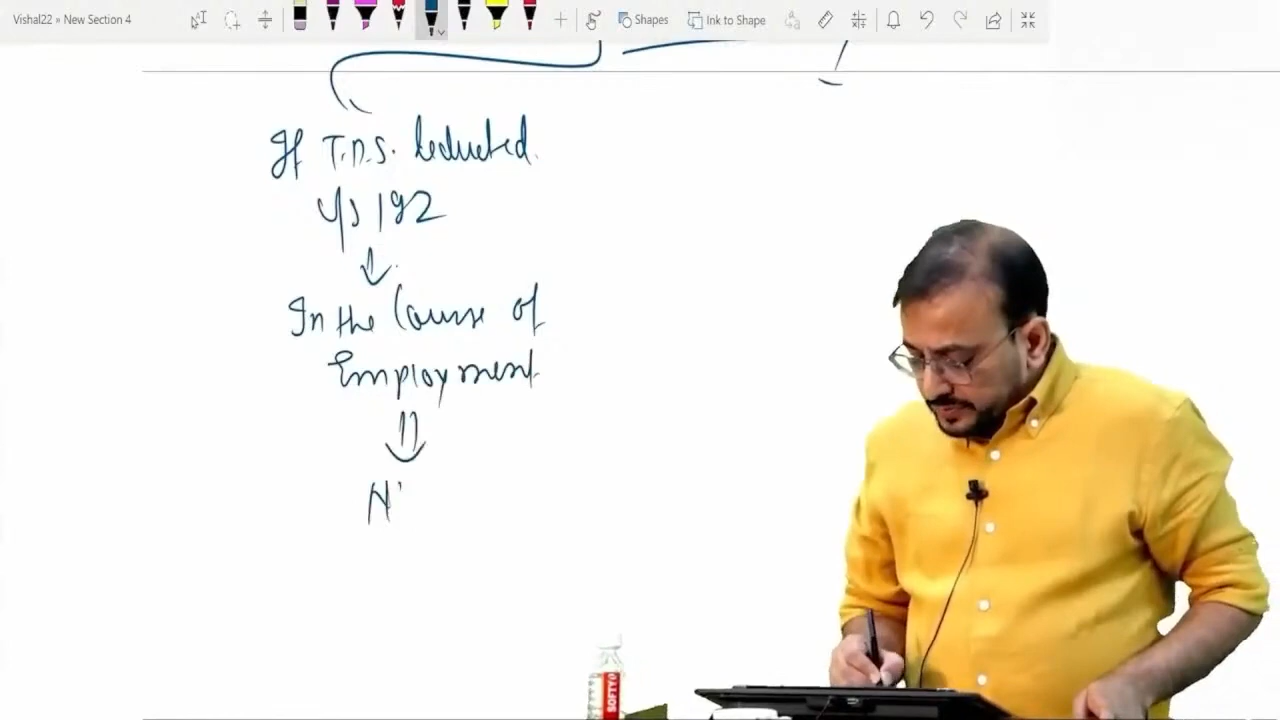 Vishal22 » New Section 4
Shapes
Ink to Shape
If T.D.S. deducted.
u/s 192
In the Course of
Employment
SOFTY